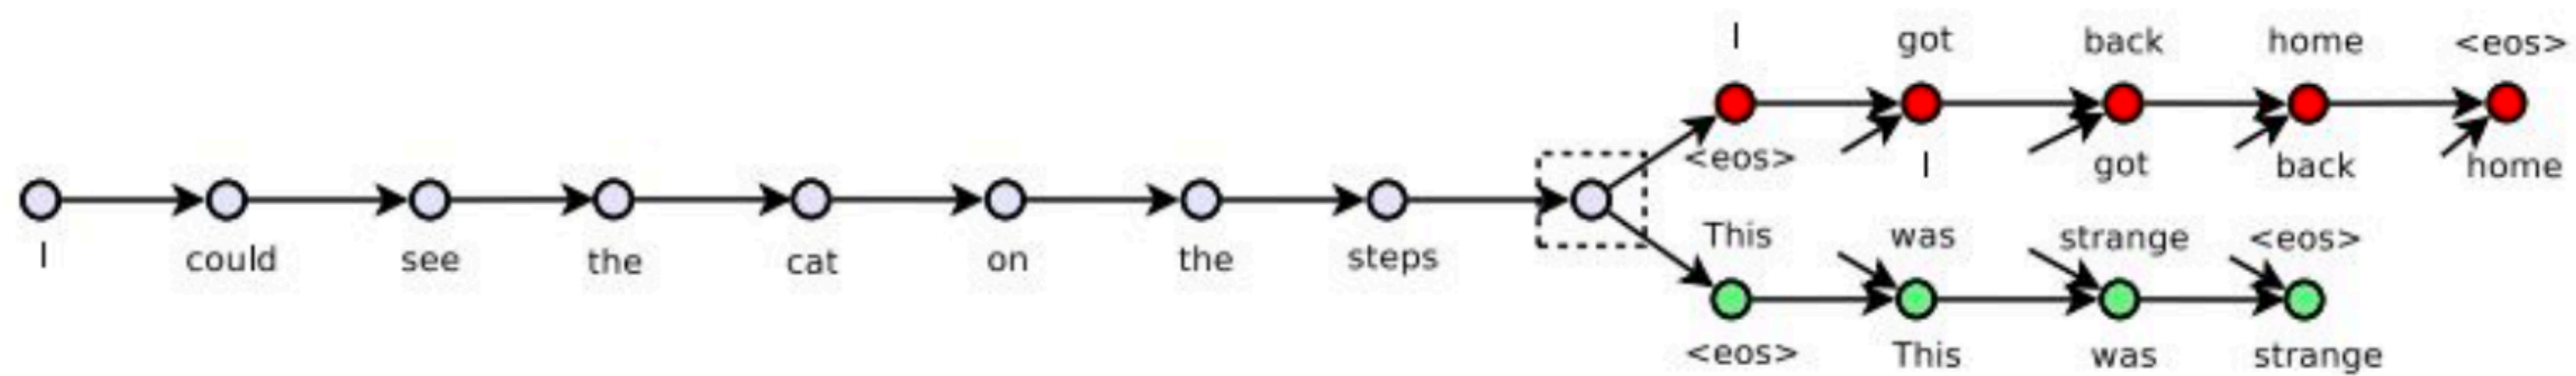 I got back home <eos>
<eos> I got back home
I could see the cat on the steps
This was strange <eos>
<eos> This was strange